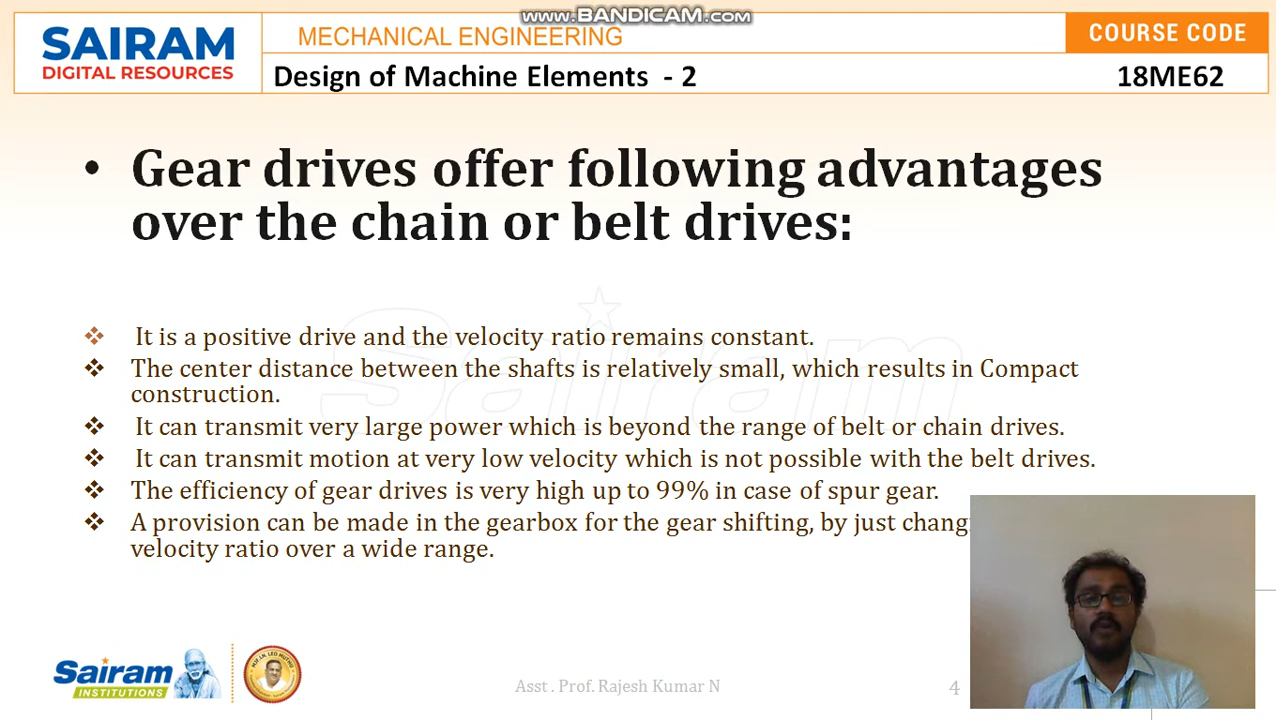 www.BANDICAM.com
SAIRAM
DIGITAL RESOURCES
MECHANICAL ENGINEERING
COURSE CODE
Design of Machine Elements - 2
18ME62
• Gear drives offer following advantages
over the chain or belt drives:
❖ It is a positive drive and the velocity ratio remains constant.
❖ The center distance between the shafts is relatively small, which results in Compact
construction.
❖ It can transmit very large power which is beyond the range of belt or chain drives.
❖ It can transmit motion at very low velocity which is not possible with the belt drives.
❖ The efficiency of gear drives is very high up to 99% in case of spur gear.
❖ A provision can be made in the gearbox for the gear shifting, by just
velocity ratio over a wide range.
Sairam
Sairam
INSTITUTIONS
Asst . Prof. Rajesh Kumar N
4